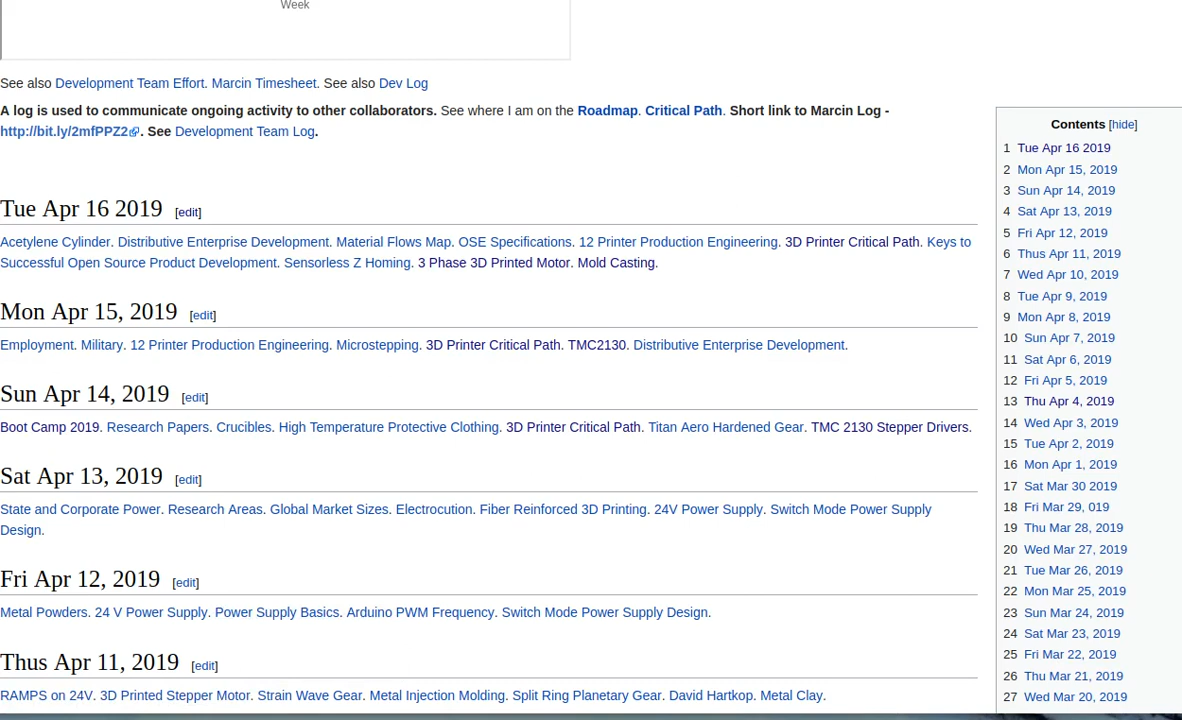 Week
See also Development Team Effort. Marcin Timesheet. See also Dev Log
A log is used to communicate ongoing activity to other collaborators. See where I am on the Roadmap. Critical Path. Short link to Marcin Log -
http://bit.ly/2mfPPZ2. See Development Team Log.
Tue Apr 16 2019 [edit]
Acetylene Cylinder. Distributive Enterprise Development. Material Flows Map. OSE Specifications. 12 Printer Production Engineering. 3D Printer Critical Path. Keys to
Successful Open Source Product Development. Sensorless Z Homing. 3 Phase 3D Printed Motor. Mold Casting.
Mon Apr 15, 2019 [edit]
Employment. Military. 12 Printer Production Engineering. Microstepping. 3D Printer Critical Path. TMC2130. Distributive Enterprise Development.
Sun Apr 14, 2019 [edit]
Boot Camp 2019. Research Papers. Crucibles. High Temperature Protective Clothing. 3D Printer Critical Path. Titan Aero Hardened Gear. TMC 2130 Stepper Drivers.
Sat Apr 13, 2019 [edit]
State and Corporate Power. Research Areas. Global Market Sizes. Electrocution. Fiber Reinforced 3D Printing. 24V Power Supply. Switch Mode Power Supply
Design.
Fri Apr 12, 2019 [edit]
Metal Powders. 24 V Power Supply. Power Supply Basics. Arduino PWM Frequency. Switch Mode Power Supply Design.
Thus Apr 11, 2019 [edit]
RAMPS on 24V. 3D Printed Stepper Motor. Strain Wave Gear. Metal Injection Molding. Split Ring Planetary Gear. David Hartkop. Metal Clay.
Contents [hide]
1 Tue Apr 16 2019
2 Mon Apr 15, 2019
3 Sun Apr 14, 2019
4 Sat Apr 13, 2019
5 Fri Apr 12, 2019
6 Thus Apr 11, 2019
7 Wed Apr 10, 2019
8 Tue Apr 9, 2019
9 Mon Apr 8, 2019
10 Sun Apr 7, 2019
11 Sat Apr 6, 2019
12 Fri Apr 5, 2019
13 Thu Apr 4, 2019
14 Wed Apr 3, 2019
15 Tue Apr 2, 2019
16 Mon Apr 1, 2019
17 Sat Mar 30 2019
18 Fri Mar 29, 019
19 Thu Mar 28, 2019
20 Wed Mar 27, 2019
21 Tue Mar 26, 2019
22 Mon Mar 25, 2019
23 Sun Mar 24, 2019
24 Sat Mar 23, 2019
25 Fri Mar 22, 2019
26 Thu Mar 21, 2019
27 Wed Mar 20, 2019